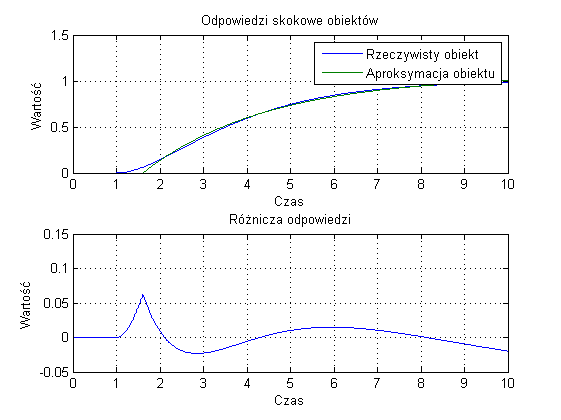 Odpowiedzi skokowe obiektów
1.5
1
0.5
0
Wartość
Rzeczywisty obiekt
Aproksymacja obiektu
0 1 2 3 4 5 6 7 8 9 10
Czas
Różnicza odpowiedzi
0.15
0.1
0.05
0
-0.05
Wartość
0 1 2 3 4 5 6 7 8 9 10
Czas